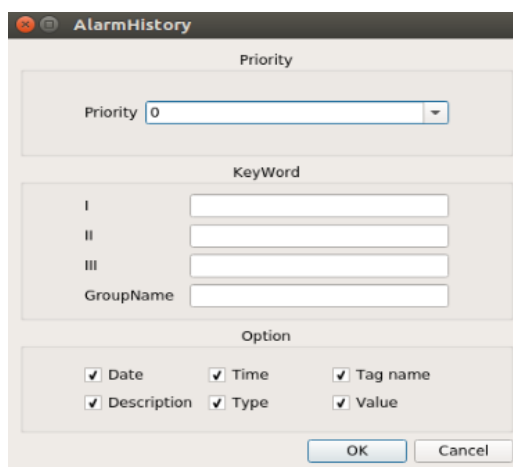 AlarmHistory
Priority
Priority 0
KeyWord
I
II
III
GroupName
Option
Date Time Tag name
Description Type Value
OK Cancel